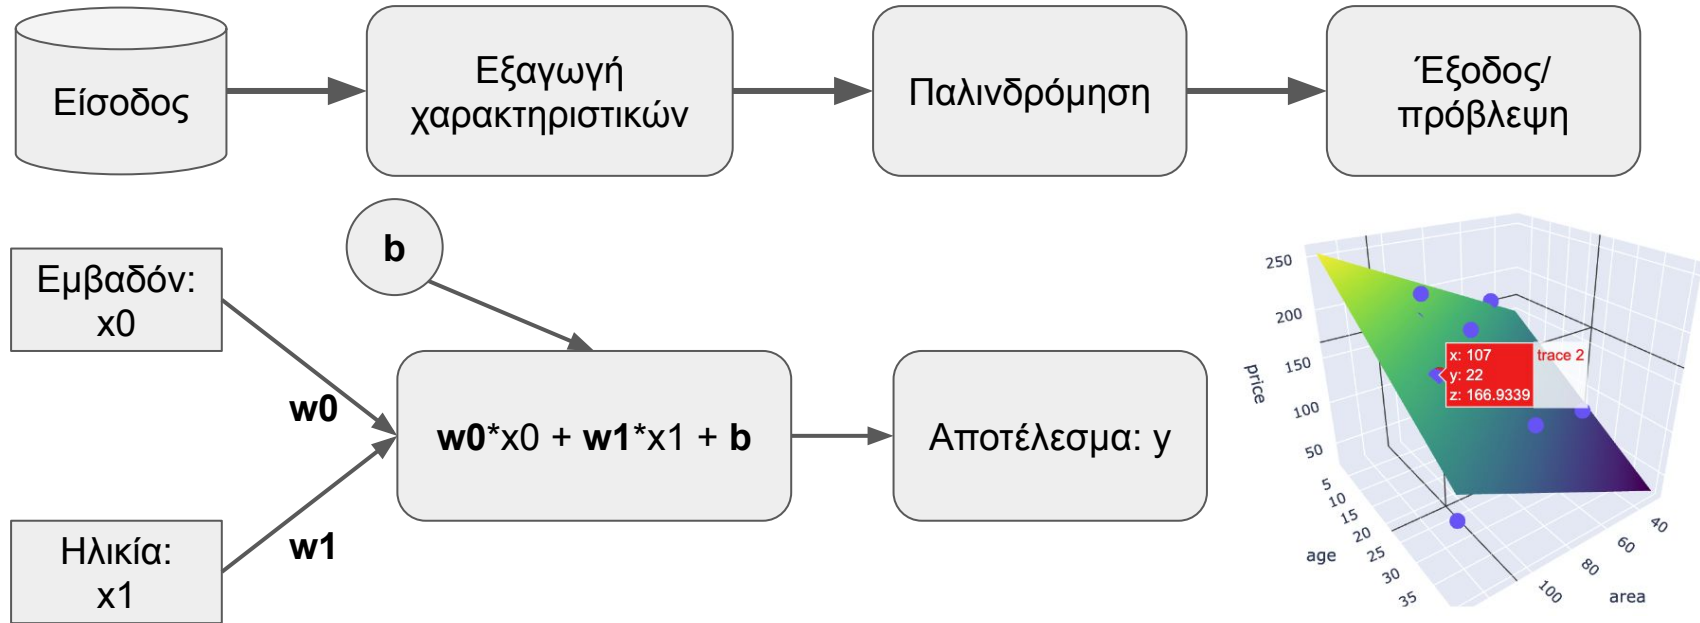 Είσοδος
Εξαγωγή
χαρακτηριστικών
Παλινδρόμηση
Έξοδος/
πρόβλεψη
b
Εμβαδόν:
x0
w0
w0*x0 + w1*x1 + b
Αποτέλεσμα: y
w1
Ηλικία:
x1
250
200
150
100
50
price
x: 107
y: 22
z: 166.9339
trace 2
5
10
15
20
25
30
35
age
40
60
80
100
area